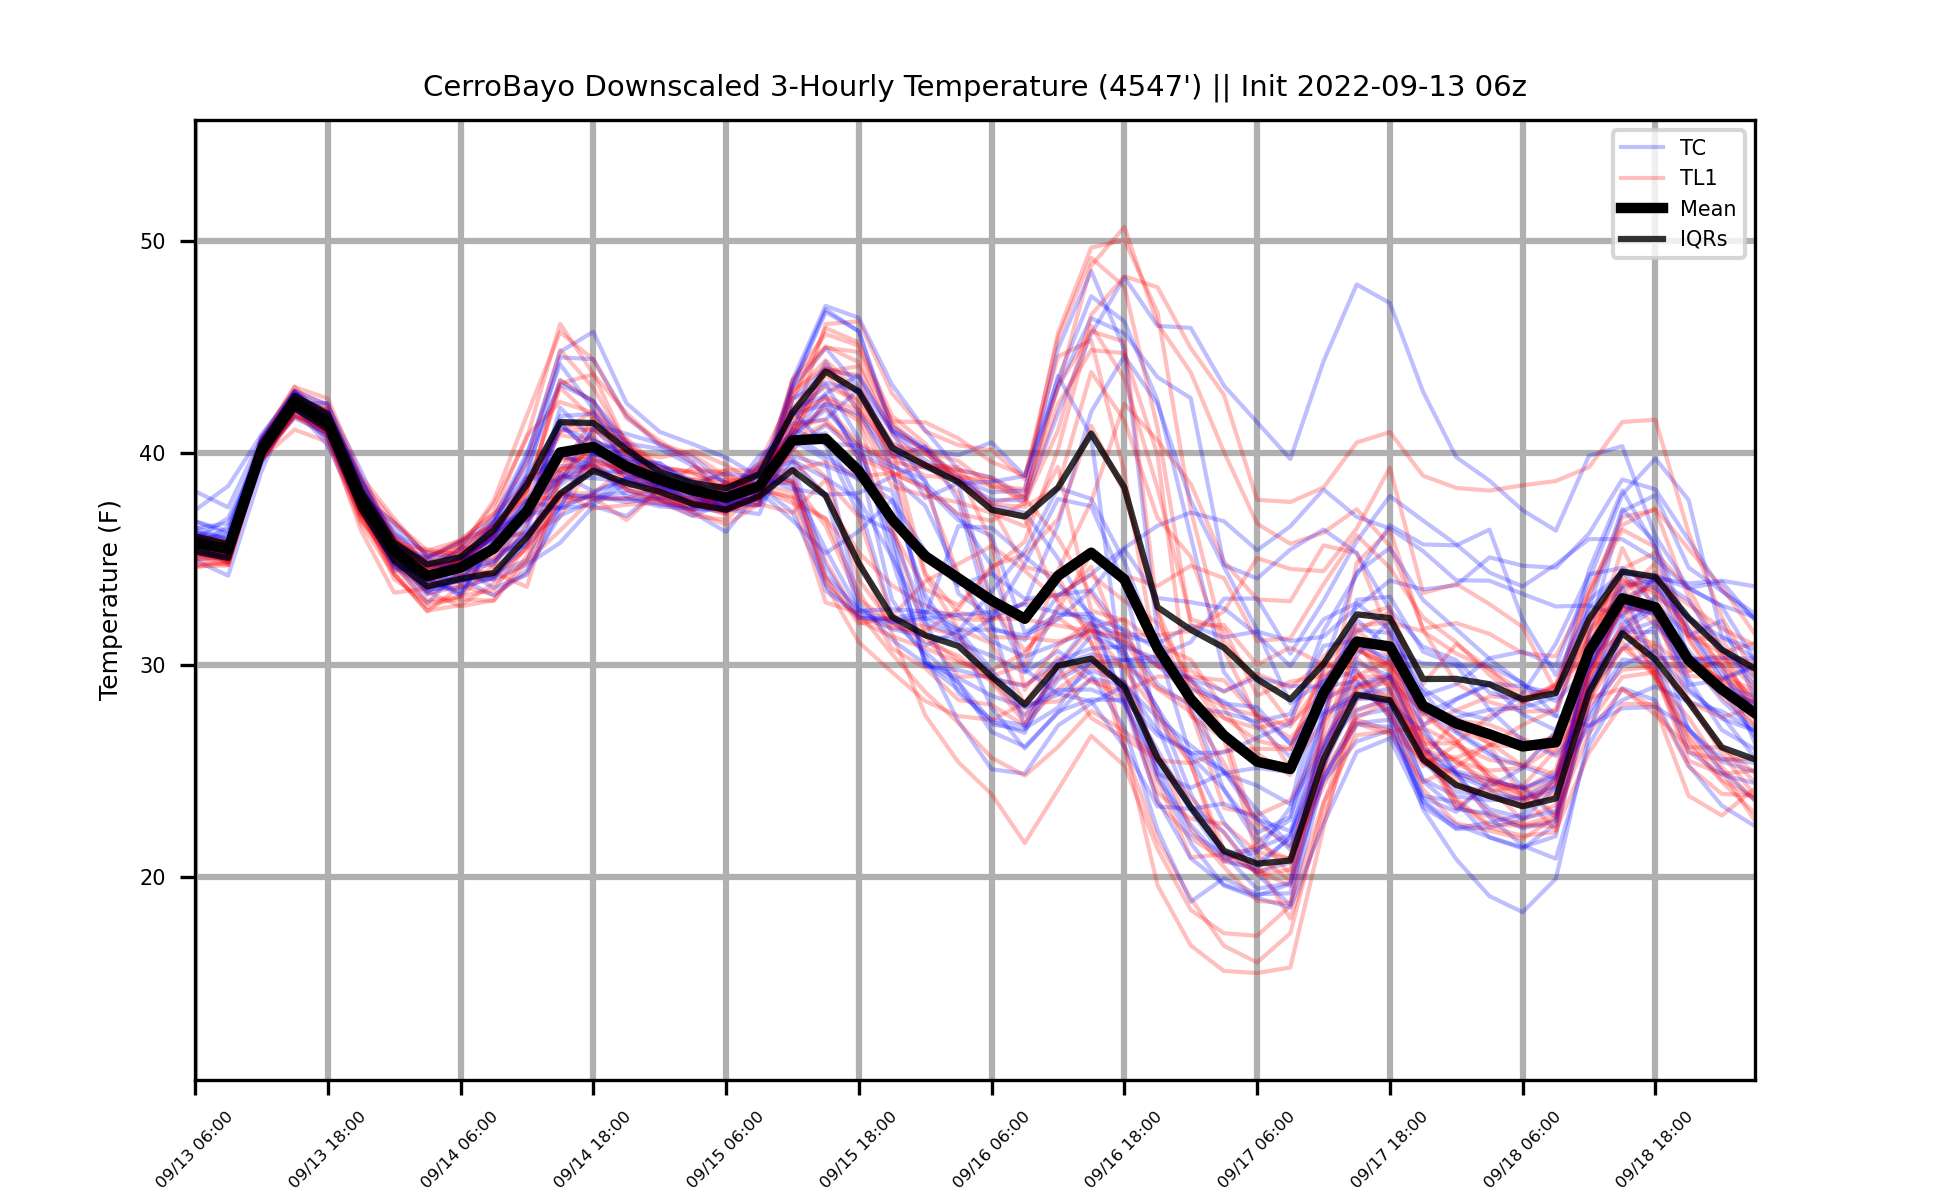 CerroBayo Downscaled 3-Hourly Temperature (4547') || Init 2022-09-13 06z
TC
TL1
Mean
IQRs
Temperature (F)
50
40
30
20
09/13 06:00
09/13 18:00
09/14 06:00
09/14 18:00
09/15 06:00
09/15 18:00
09/16 06:00
09/16 18:00
09/17 06:00
09/17 18:00
09/18 06:00
09/18 18:00